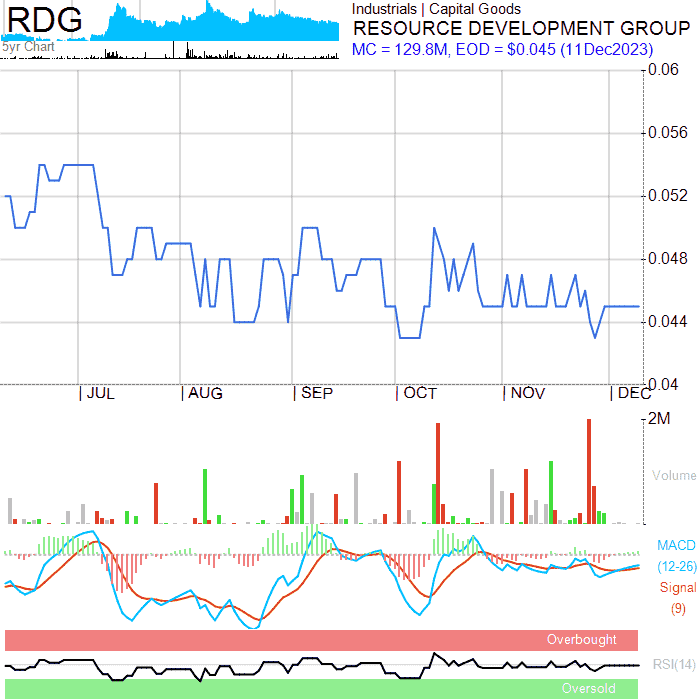 RDG
5yr Chart
Industrials | Capital Goods
RESOURCE DEVELOPMENT GROUP
MC = 129.8M, EOD = $0.045 (11Dec2023)
0.06
0.056
0.052
0.048
0.044
0.04
| JUL | AUG | SEP | OCT | NOV | DEC
2M
Volume
MACD
(12-26)
Signal
(9)
Overbought
RSI(14)
Oversold